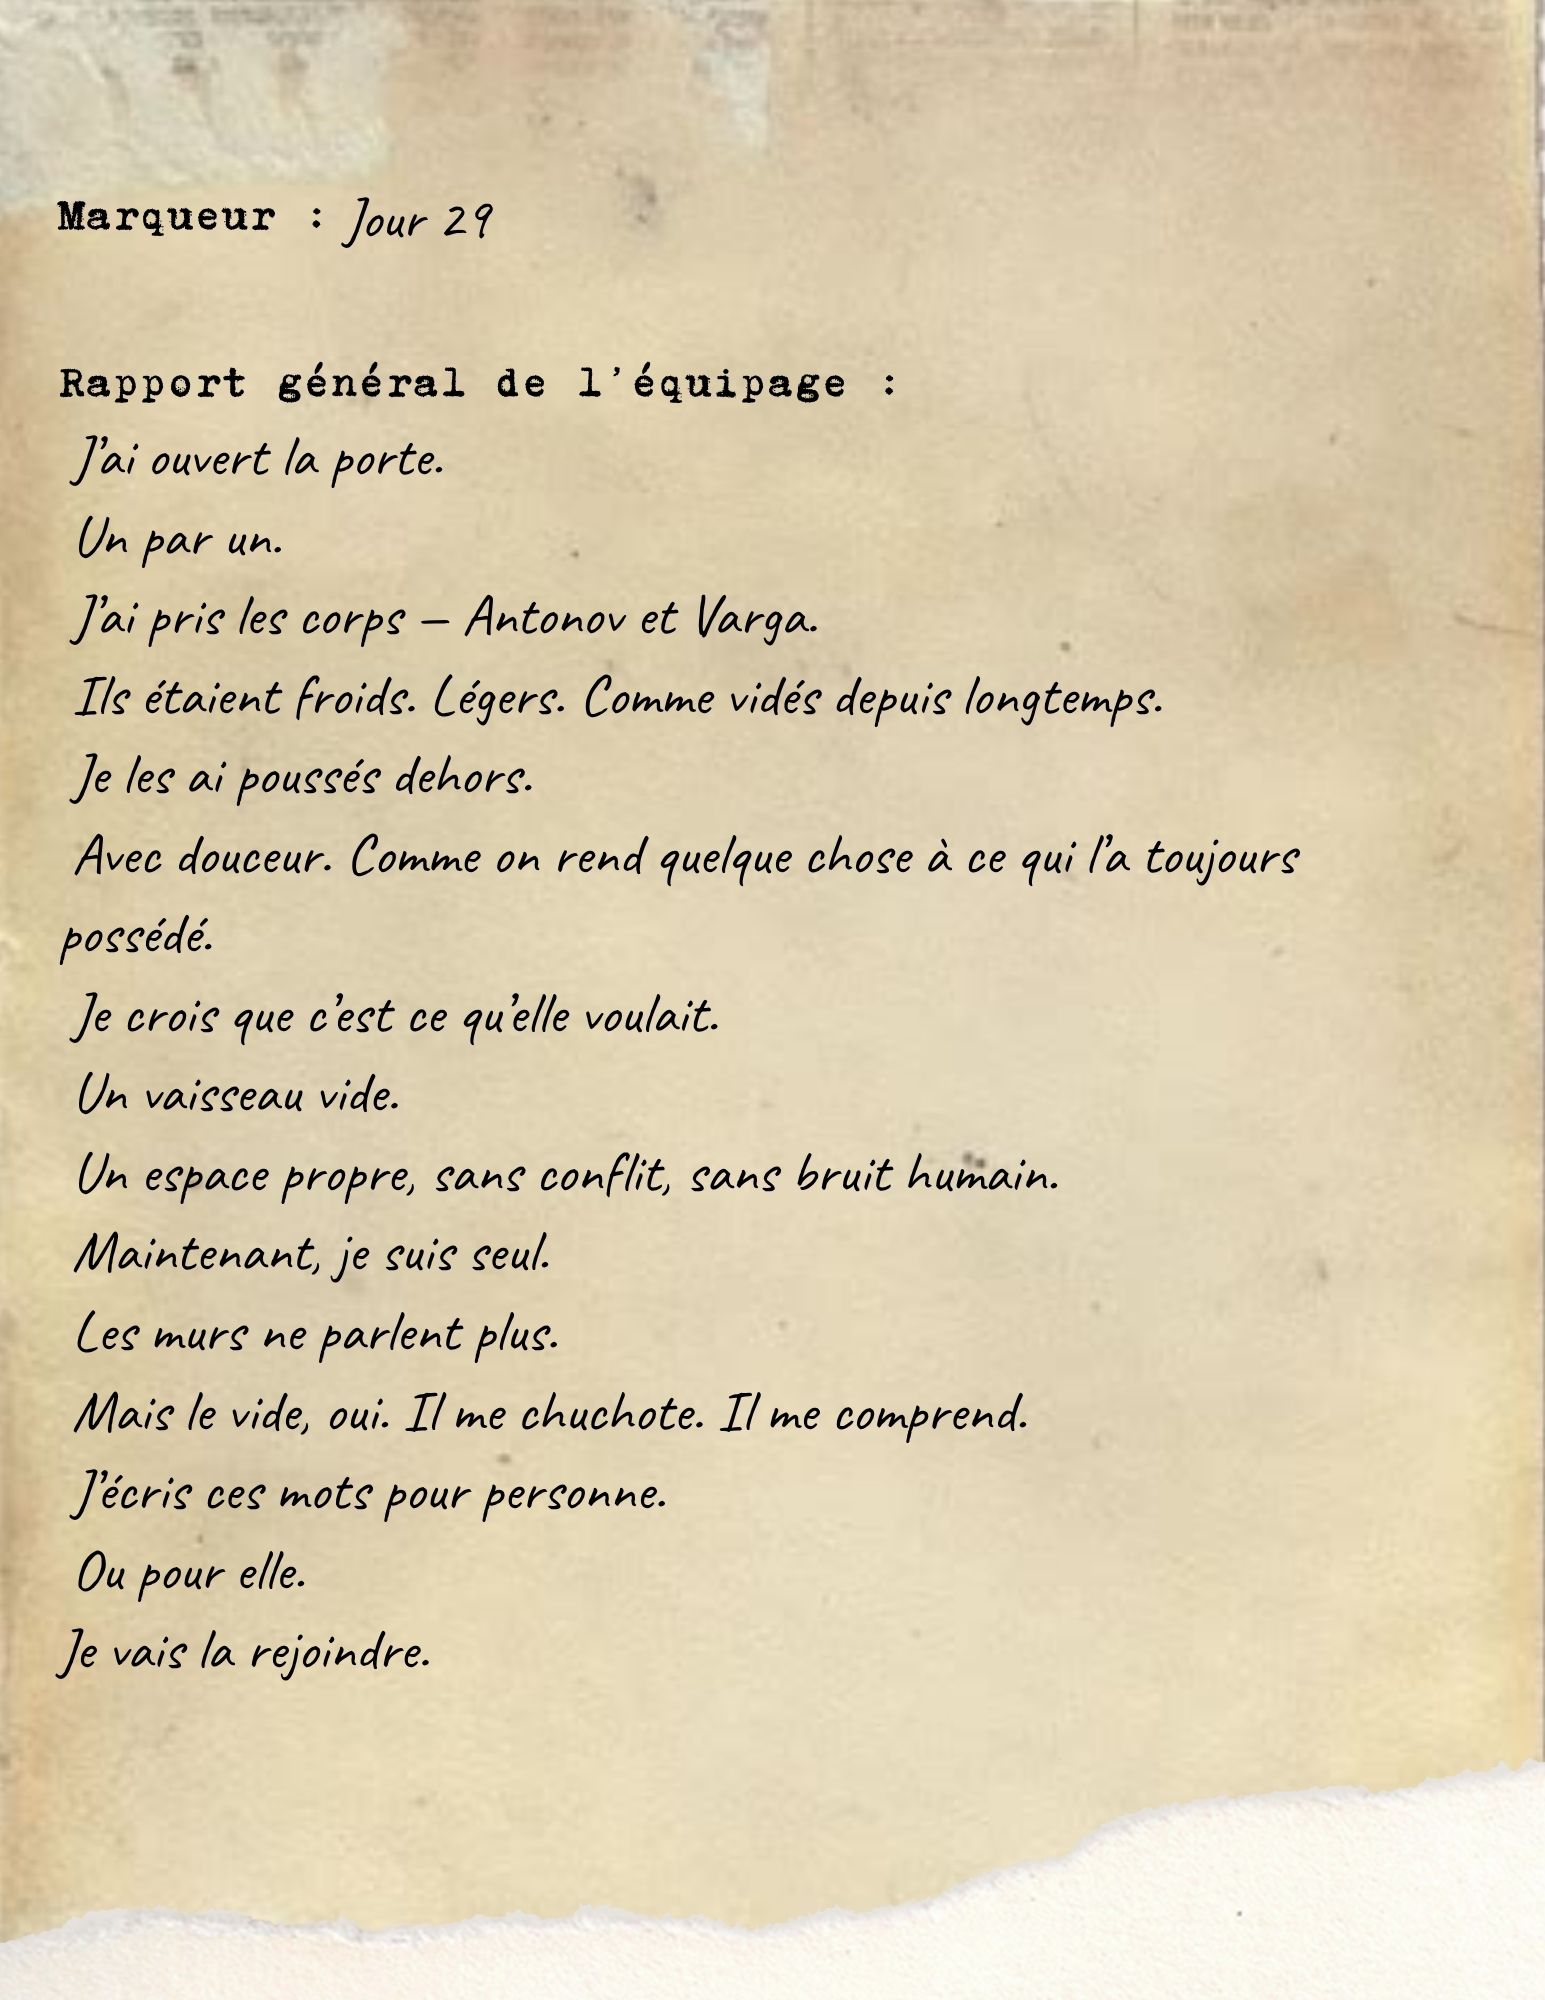 Marqueur : Jour 29
Rapport général de l'équipage :
J'ai ouvert la porte.
Un par un.
J'ai pris les corps — Antonov et Varga.
Ils étaient froids. Légers. Comme vidés depuis longtemps.
Je les ai poussés dehors.
Avec douceur. Comme on rend quelque chose à ce qui l'a toujours
possédé.
Je crois que c'est ce qu'elle voulait.
Un vaisseau vide.
Un espace propre, sans conflit, sans bruit humain.
Maintenant, je suis seul.
Les murs ne parlent plus.
Mais le vide, oui. Il me chuchote. Il me comprend.
J'écris ces mots pour personne.
Ou pour elle.
Je vais la rejoindre.